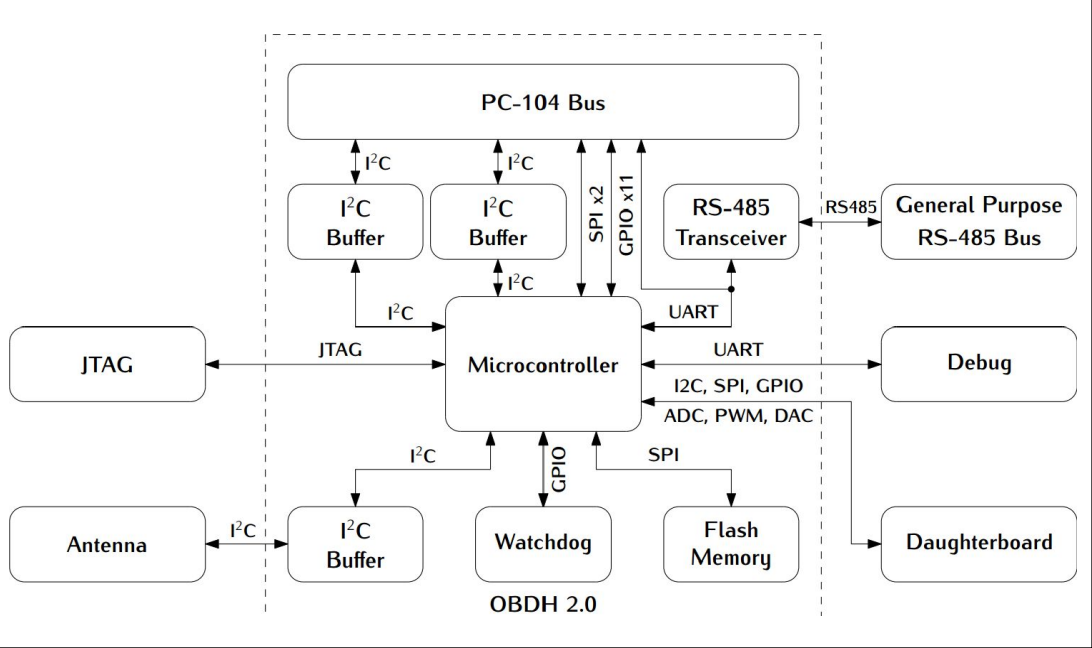 PC-104 Bus
I²C
I²C
SPI x2
GPIO x11
I²C
Buffer
I²C
Buffer
RS-485
Transceiver
RS485
General Purpose
RS-485 Bus
I²C
I²C
UART
JTAG
JTAG
Microcontroller
UART
Debug
I2C, SPI, GPIO
ADC, PWM, DAC
I²C
GPIO
SPI
Antenna
I²C
I²C
Buffer
Watchdog
Flash
Memory
Daughterboard
OBDH 2.0